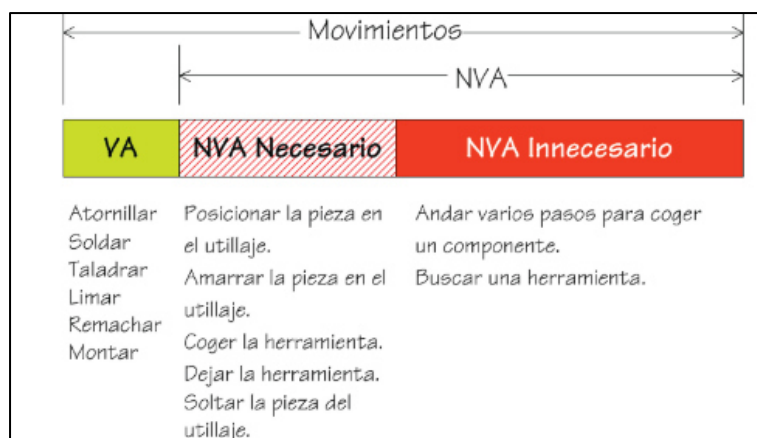 Movimientos
NVA
VA
NVA Necesario
NVA Innecesario
Atornillar
Soldar
Taladrar
Limar
Remachar
Montar
Posicionar la pieza en
el utillaje.
Amarrar la pieza en el
utillaje.
Coger la herramienta.
Dejar la herramienta.
Soltar la pieza del
utillaje.
Andar varios pasos para coger
un componente.
Buscar una herramienta.